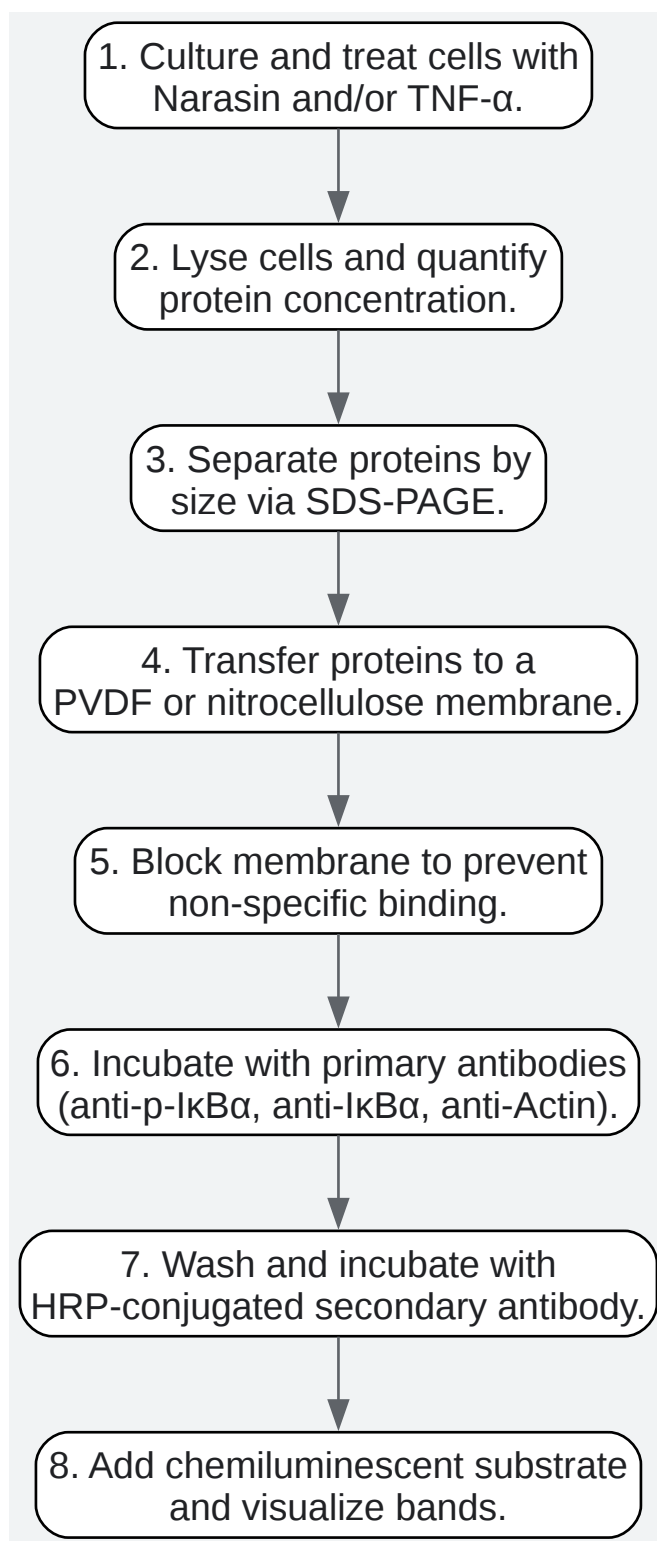 1. Culture and treat cells with
Narasin and/or TNF-α.
2. Lyse cells and quantify
protein concentration.
3. Separate proteins by
size via SDS-PAGE.
4. Transfer proteins to a
PVDF or nitrocellulose membrane.
5. Block membrane to prevent
non-specific binding.
6. Incubate with primary antibodies
(anti-p-IκBα, anti-IκBα, anti-Actin).
7. Wash and incubate with
HRP-conjugated secondary antibody.
8. Add chemiluminescent substrate
and visualize bands.